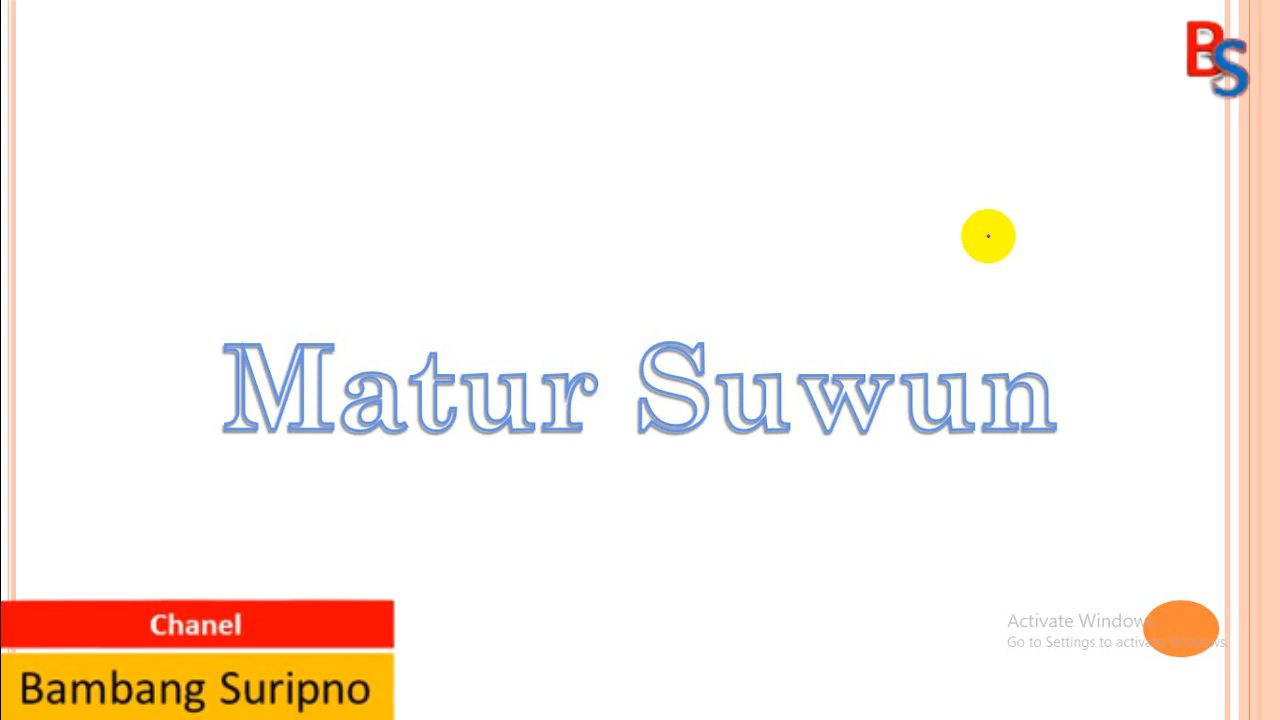 BS
Matur Suwun
Activate Windows
Go to Settings to activate Windows.
Chanel
Bambang Suripno